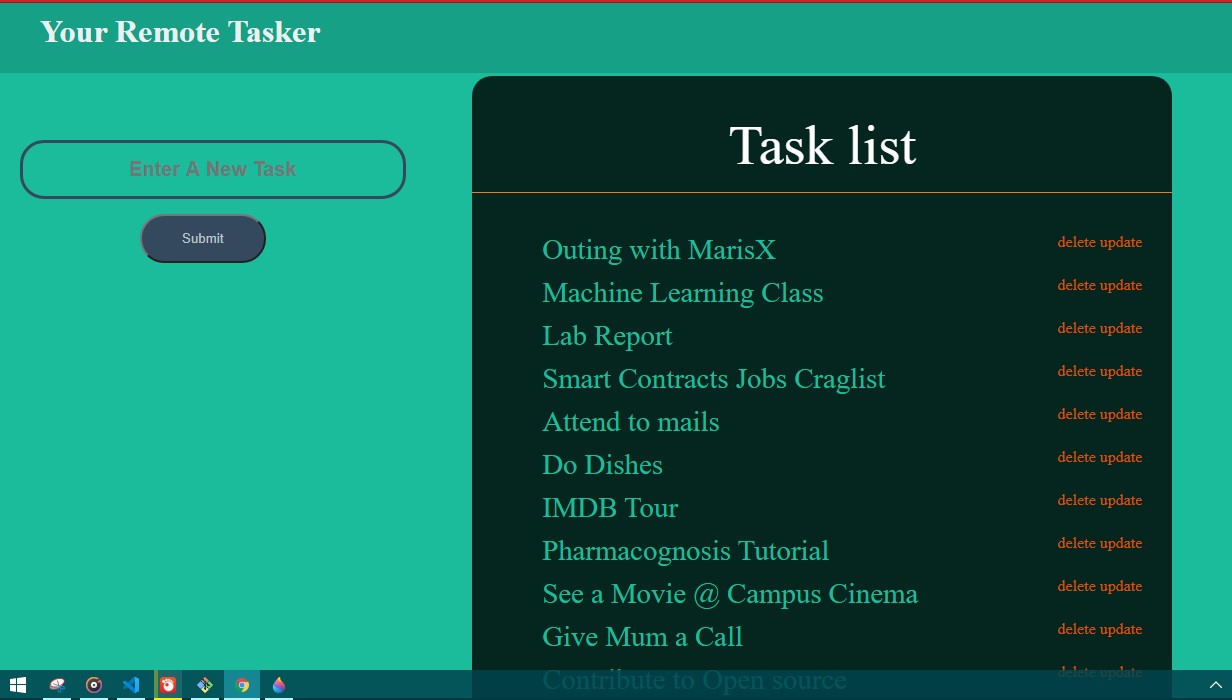 Your Remote Tasker
Enter A New Task
Submit
Task list
Outing with MarisX delete update
Machine Learning Class delete update
Lab Report delete update
Smart Contracts Jobs Craglist delete update
Attend to mails delete update
Do Dishes delete update
IMDB Tour delete update
Pharmacognosis Tutorial delete update
See a Movie @ Campus Cinema delete update
Give Mum a Call delete update
Contribute to Open source delete update